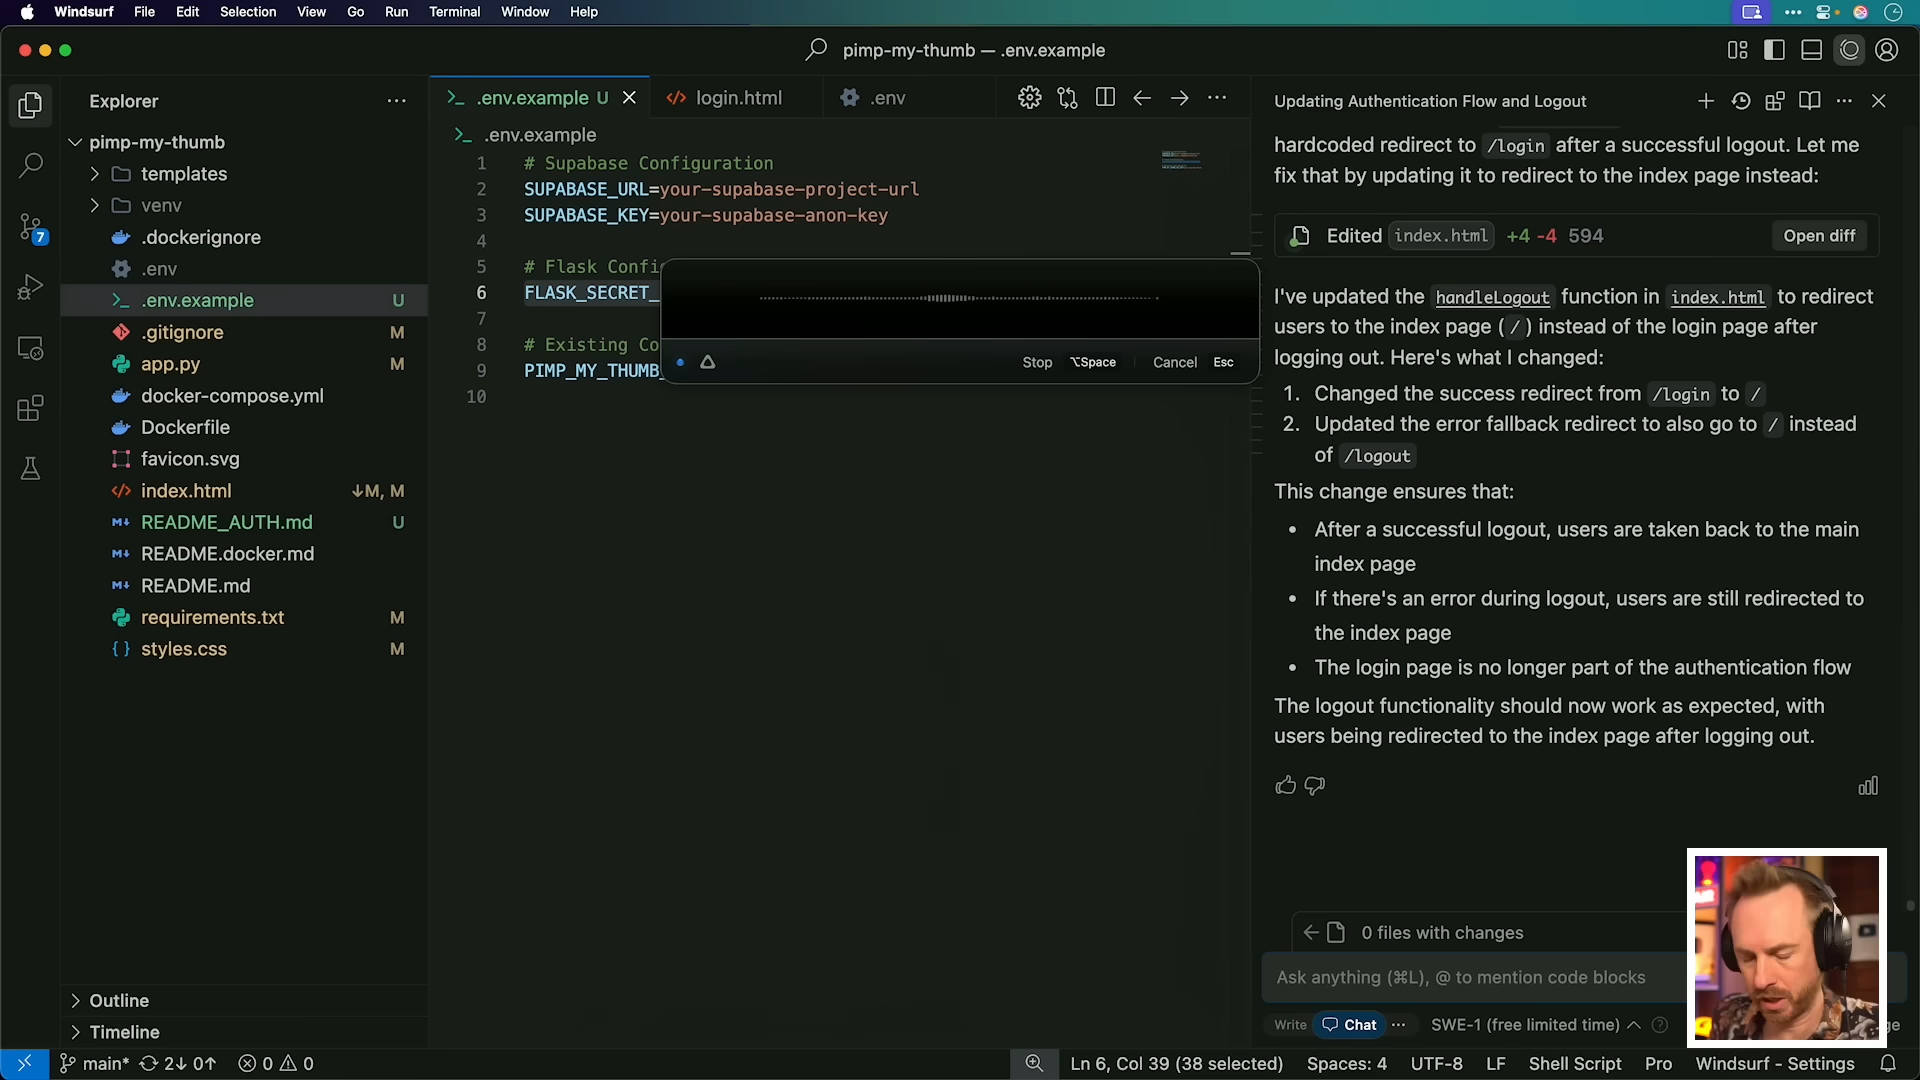 Windsurf File Edit Selection View Go Run Terminal Window Help
pimp-my-thumb — .env.example
Explorer
pimp-my-thumb
templates
venv
.dockerignore
.env
.env.example U
.gitignore M
app.py M
docker-compose.yml
Dockerfile
favicon.svg
index.html ↓M, M
README_AUTH.md U
README.docker.md
README.md
requirements.txt M
styles.css M
Outline
Timeline
7
.env.example U
login.html
.env
.env.example
1 # Supabase Configuration
2 SUPABASE_URL=your-supabase-project-url
3 SUPABASE_KEY=your-supabase-anon-key
4
5 # Flask Confi
6 FLASK_SECRET_
7
8 # Existing Co
9 PIMP_MY_THUMB
10
Stop ⌥Space Cancel Esc
Updating Authentication Flow and Logout
hardcoded redirect to /login after a successful logout. Let me
fix that by updating it to redirect to the index page instead:
Edited index.html +4 -4 594 Open diff
I've updated the handleLogout function in index.html to redirect
users to the index page ( / ) instead of the login page after
logging out. Here's what I changed:
1. Changed the success redirect from /login to /
2. Updated the error fallback redirect to also go to / instead
of /logout
This change ensures that:
• After a successful logout, users are taken back to the main
index page
• If there's an error during logout, users are still redirected to
the index page
• The login page is no longer part of the authentication flow
The logout functionality should now work as expected, with
users being redirected to the index page after logging out.
0 files with changes
Ask anything (⌘L), @ to mention code blocks
Write Chat ... SWE-1 (free limited time)
main* 2↓ 0↑ 0 0
Ln 6, Col 39 (38 selected) Spaces: 4 UTF-8 LF Shell Script Pro Windsurf - Settings